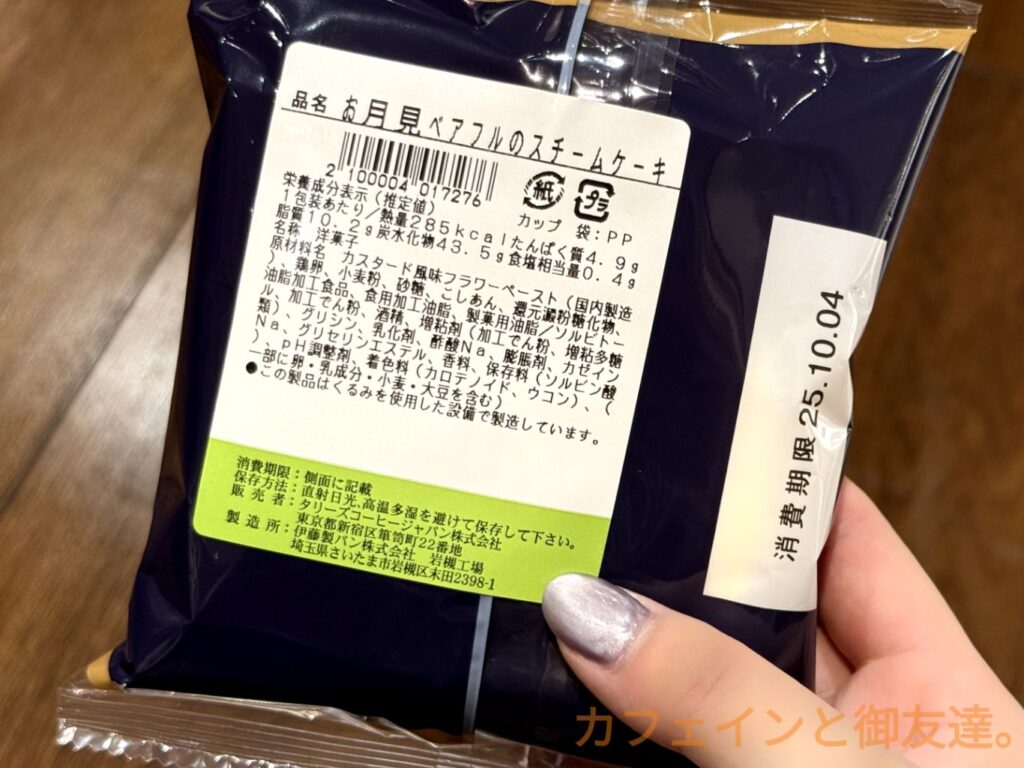 品名 お月見ベアフルのスチームケーキ
2 100004 017276
紙 プラ
カップ 袋:PP
栄養成分表示(推定値)
1包装あたり/熱量285kcalたんぱく質4.9g
脂質10.2g炭水化物43.5g食塩相当量0.4g
名称 洋菓子
原材料名 カスタード風味フラワーペースト(国内製造
)、鶏卵、小麦粉、砂糖、こしあん、還元澱粉糖化物、
油脂加工食品、食用加工油脂、製菓用油脂/ソルビトー
ル、加工でん粉、酒精、増粘剤(加工でん粉、増粘多糖
類)、グリシン、乳化剤、酢酸Na、膨脹剤、カゼイン
Na、グリセリンエステル、香料、保存料(ソルビン酸
)、pH調整剤、着色料(カロテノイド、ウコン)、(
一部に卵・乳成分・小麦・大豆を含む)
●この製品はくるみを使用した設備で製造しています。
消費期限:側面に記載
保存方法:直射日光、高温多湿を避けて保存して下さい。
販売者:タリーズコーヒージャパン株式会社
東京都新宿区箪笥町22番地
製造所:伊藤製パン株式会社 岩槻工場
埼玉県さいたま市岩槻区末田2398-1
消費期限 25.10.04
カフェインと御友達。